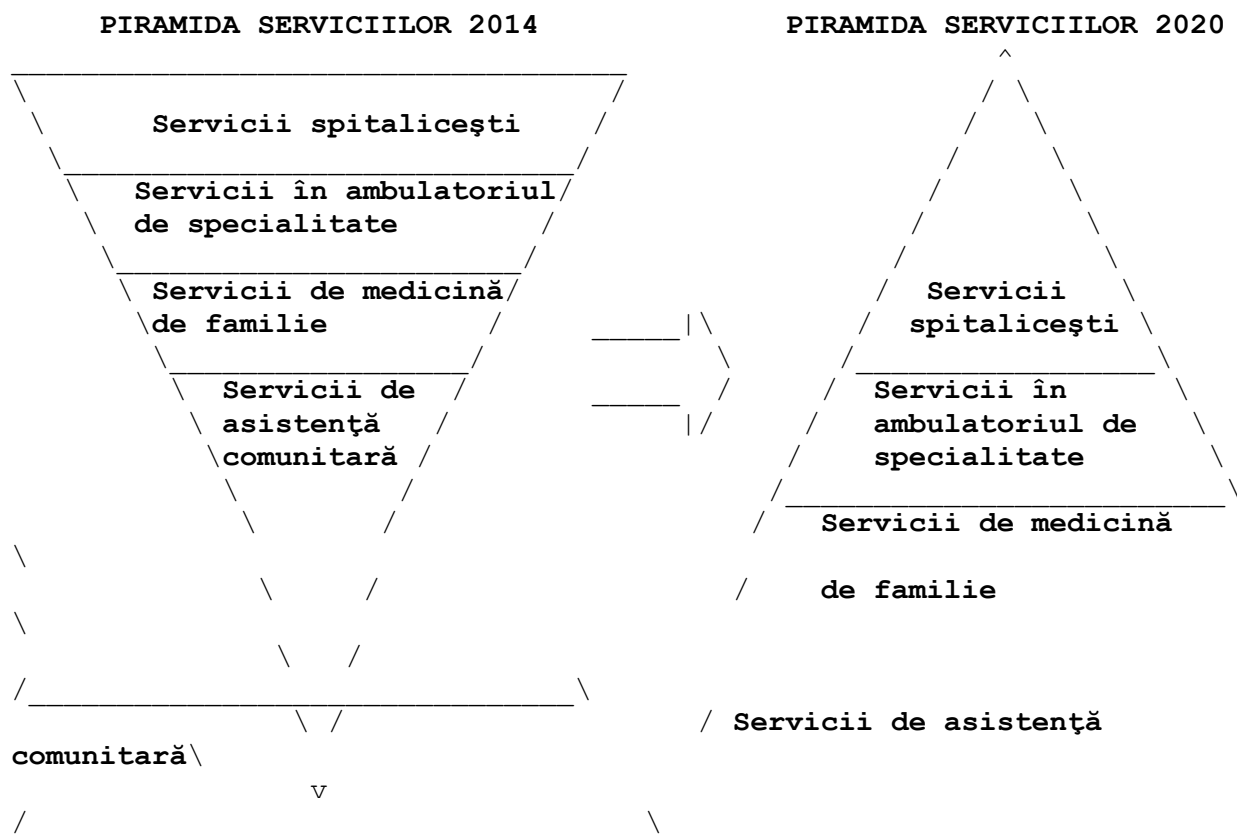 PIRAMIDA SERVICIILOR 2014
Servicii spitaliceşti
Servicii în ambulatoriul
de specialitate
Servicii de medicină
de familie
Servicii de
asistenţă
comunitară
PIRAMIDA SERVICIILOR 2020
Servicii
spitaliceşti
Servicii în
ambulatoriul de
specialitate
Servicii de medicină
de familie
Servicii de asistenţă
comunitară